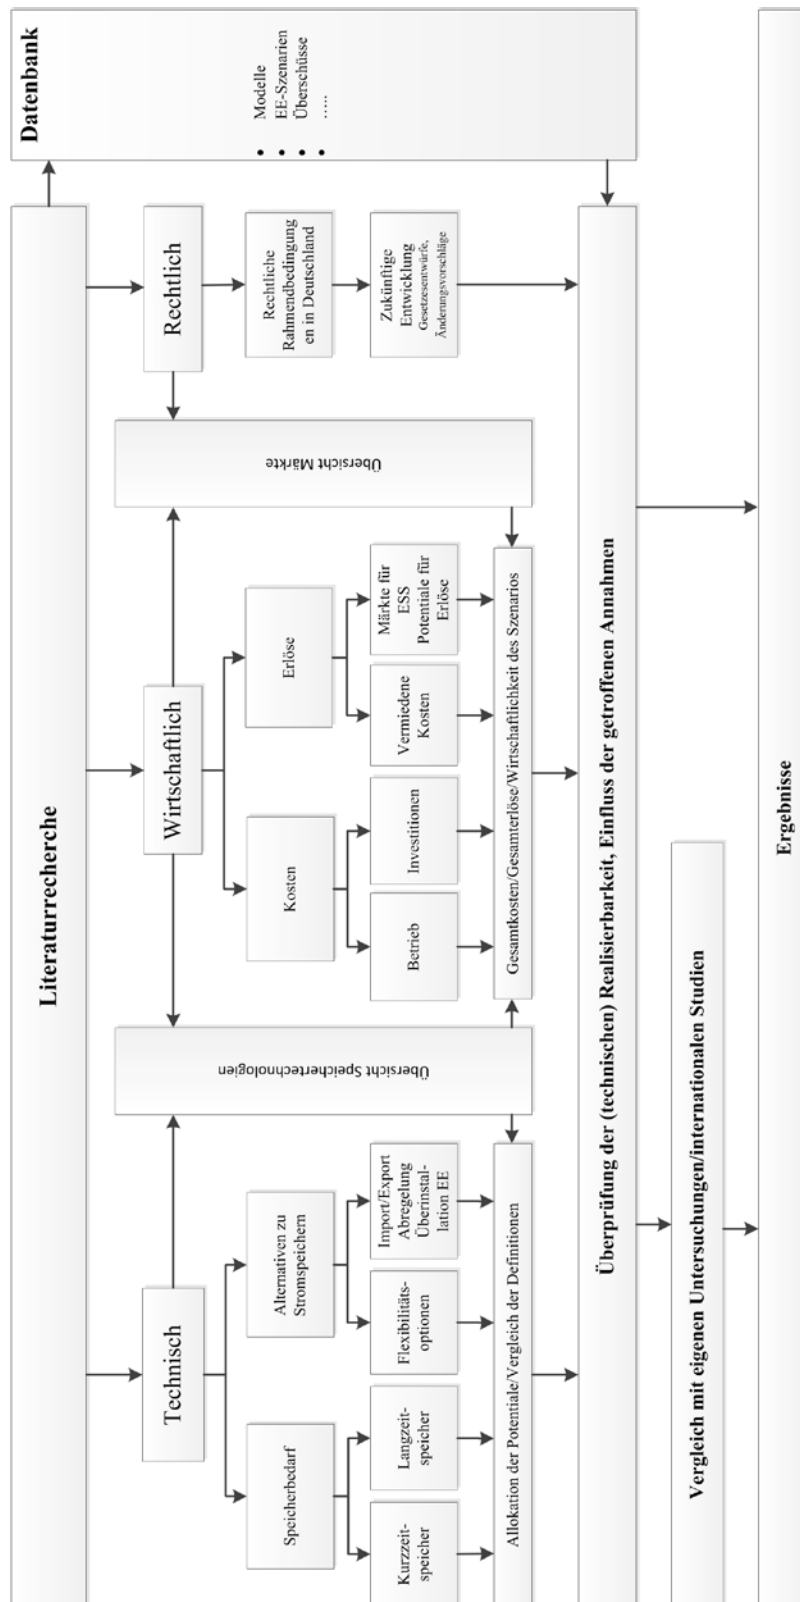 Literaturrecherche
Datenbank
• Modelle
• EE-Szenarien
• Überschüsse
• .....
Technisch
Wirtschaftlich
Rechtlich
Speicherbedarf
Alternativen zu
Stromspeichern
Kurzzeit-
speicher
Langzeit-
speicher
Flexibilitäts-
optionen
Import/Export
Abregelung
Überinstal-
lation EE
Allokation der Potentiale/Vergleich der Definitionen
Übersicht Speichertechnologien
Kosten
Erlöse
Betrieb
Investitionen
Vermiedene
Kosten
Märkte für
ESS
Potentiale für
Erlöse
Gesamtkosten/Gesamterlöse/Wirtschaftlichkeit des Szenarios
Übersicht Märkte
Rechtliche
Rahmendbedingung
en in Deutschland
Zukünftige
Entwicklung
Gesetzesentwürfe,
Änderungsvorschläge
Überprüfung der (technischen) Realisierbarkeit, Einfluss der getroffenen Annahmen
Vergleich mit eigenen Untersuchungen/internationalen Studien
Ergebnisse